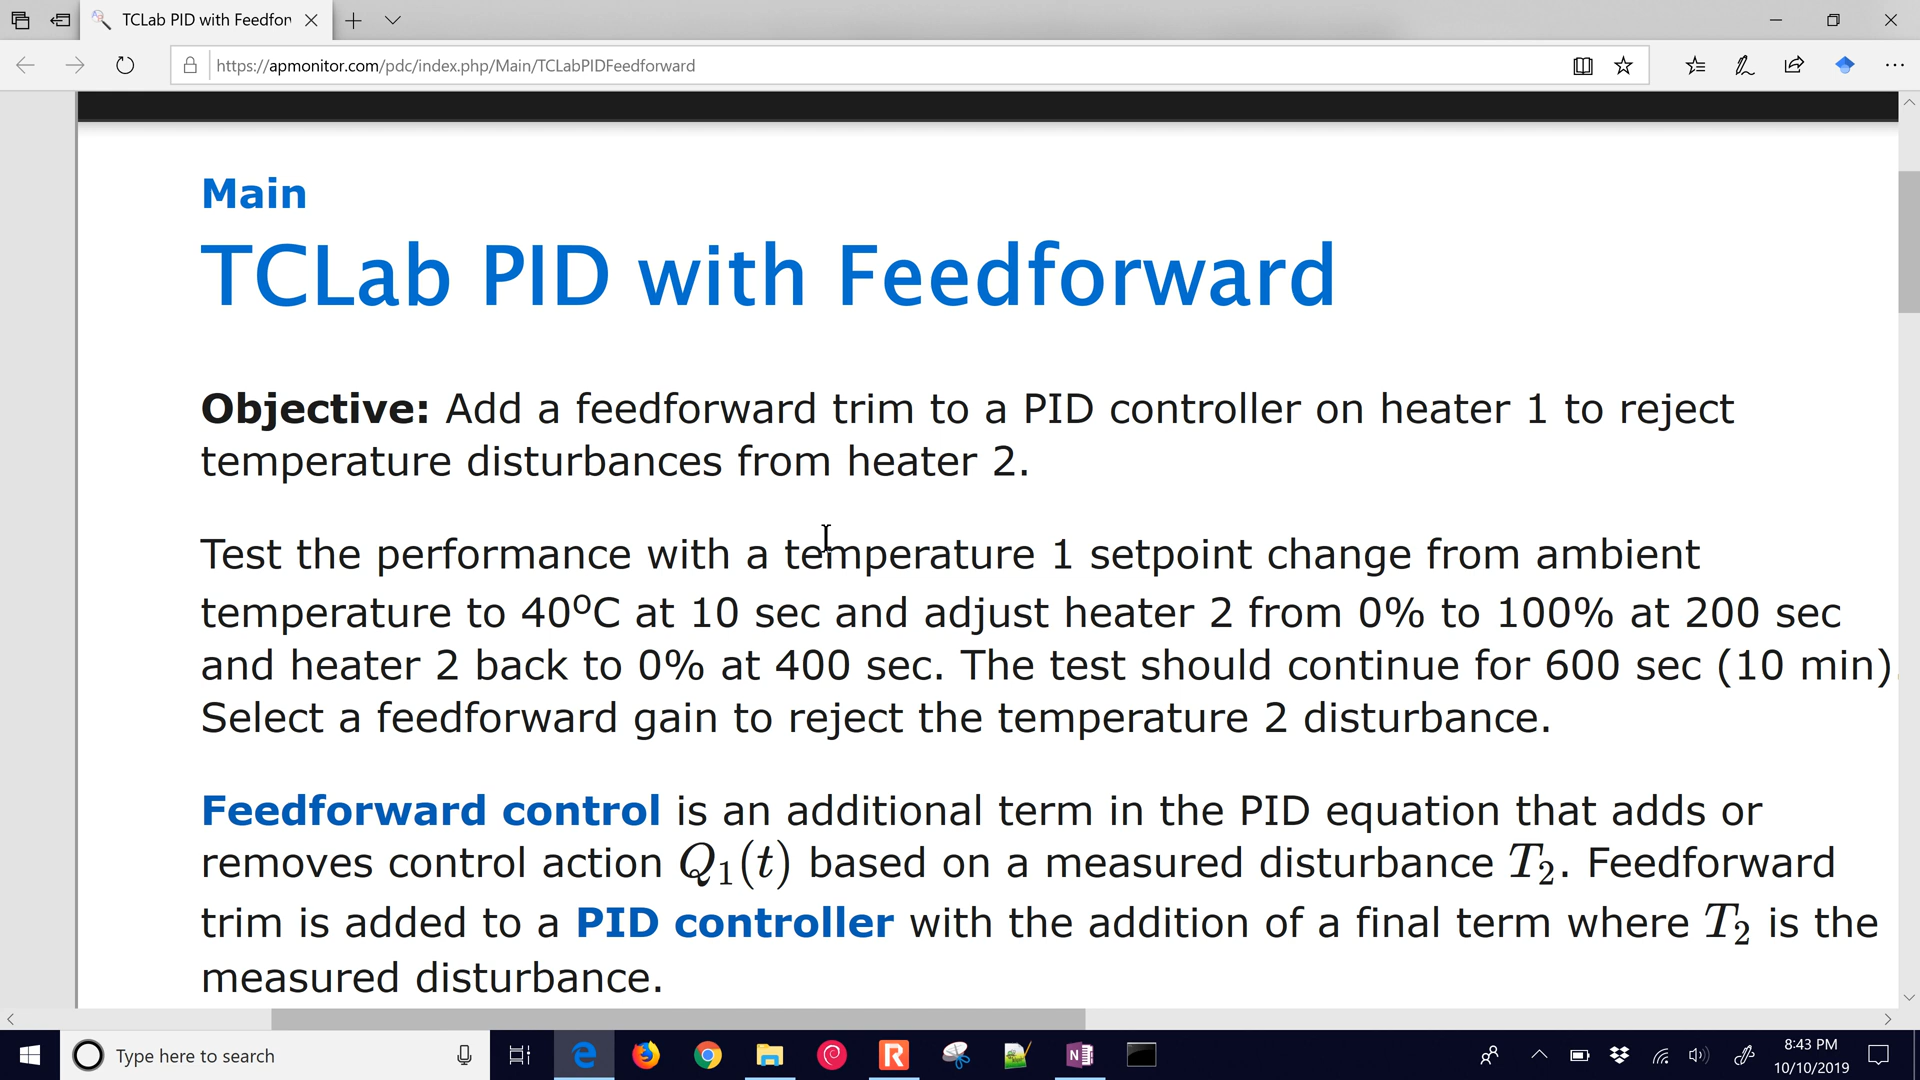 TCLab PID with Feedfor
https://apmonitor.com/pdc/index.php/Main/TCLabPIDFeedforward
Main
TCLab PID with Feedforward
Objective: Add a feedforward trim to a PID controller on heater 1 to reject
temperature disturbances from heater 2.
Test the performance with a temperature 1 setpoint change from ambient
temperature to 40ºC at 10 sec and adjust heater 2 from 0% to 100% at 200 sec
and heater 2 back to 0% at 400 sec. The test should continue for 600 sec (10 min).
Select a feedforward gain to reject the temperature 2 disturbance.
Feedforward control is an additional term in the PID equation that adds or
removes control action Q₁(t) based on a measured disturbance T₂. Feedforward
trim is added to a PID controller with the addition of a final term where T₂ is the
measured disturbance.
Type here to search
8:43 PM
10/10/2019